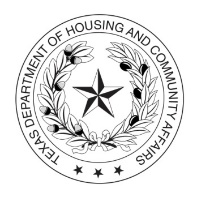 TEXAS DEPARTMENT OF HOUSING AND COMMUNITY AFFAIRS